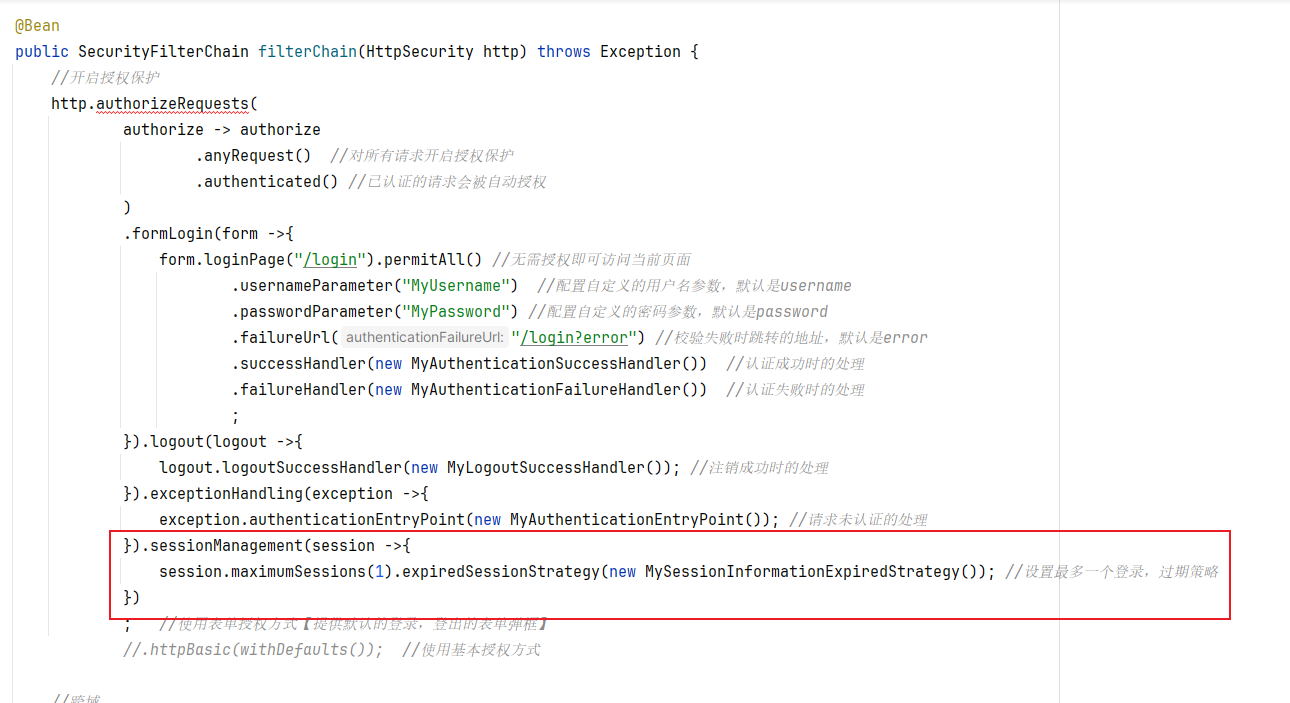 @Bean
public SecurityFilterChain filterChain(HttpSecurity http) throws Exception {
//开启授权保护
http.authorizeRequests(
authorize -> authorize
.anyRequest() //对所有请求开启授权保护
.authenticated() //已认证的请求会被自动授权
)
.formLogin(form ->{
form.loginPage("/login").permitAll() //无需授权即可访问当前页面
.usernameParameter("MyUsername") //配置自定义的用户名参数，默认是username
.passwordParameter("MyPassword") //配置自定义的密码参数，默认是password
.failureUrl( authenticationFailureUrl: "/login?error") //校验失败时跳转的地址，默认是error
.successHandler(new MyAuthenticationSuccessHandler()) //认证成功时的处理
.failureHandler(new MyAuthenticationFailureHandler()) //认证失败时的处理
;
}).logout(logout ->{
logout.logoutSuccessHandler(new MyLogoutSuccessHandler()); //注销成功时的处理
}).exceptionHandling(exception ->{
exception.authenticationEntryPoint(new MyAuthenticationEntryPoint()); //请求未认证的处理
}).sessionManagement(session ->{
session.maximumSessions(1).expiredSessionStrategy(new MySessionInformationExpiredStrategy()); //设置最多一个登录，过期策略
})
; //使用表单授权方式【提供默认的登录，登出的表单弹框】
//.httpBasic(withDefaults()); //使用基本授权方式
//跨域